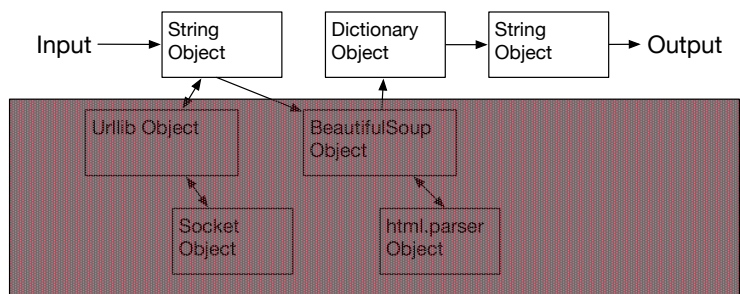 Input
String
Object
Dictionary
Object
String
Object
Output
Urllib Object
BeautifulSoup
Object
Socket
Object
html.parser
Object